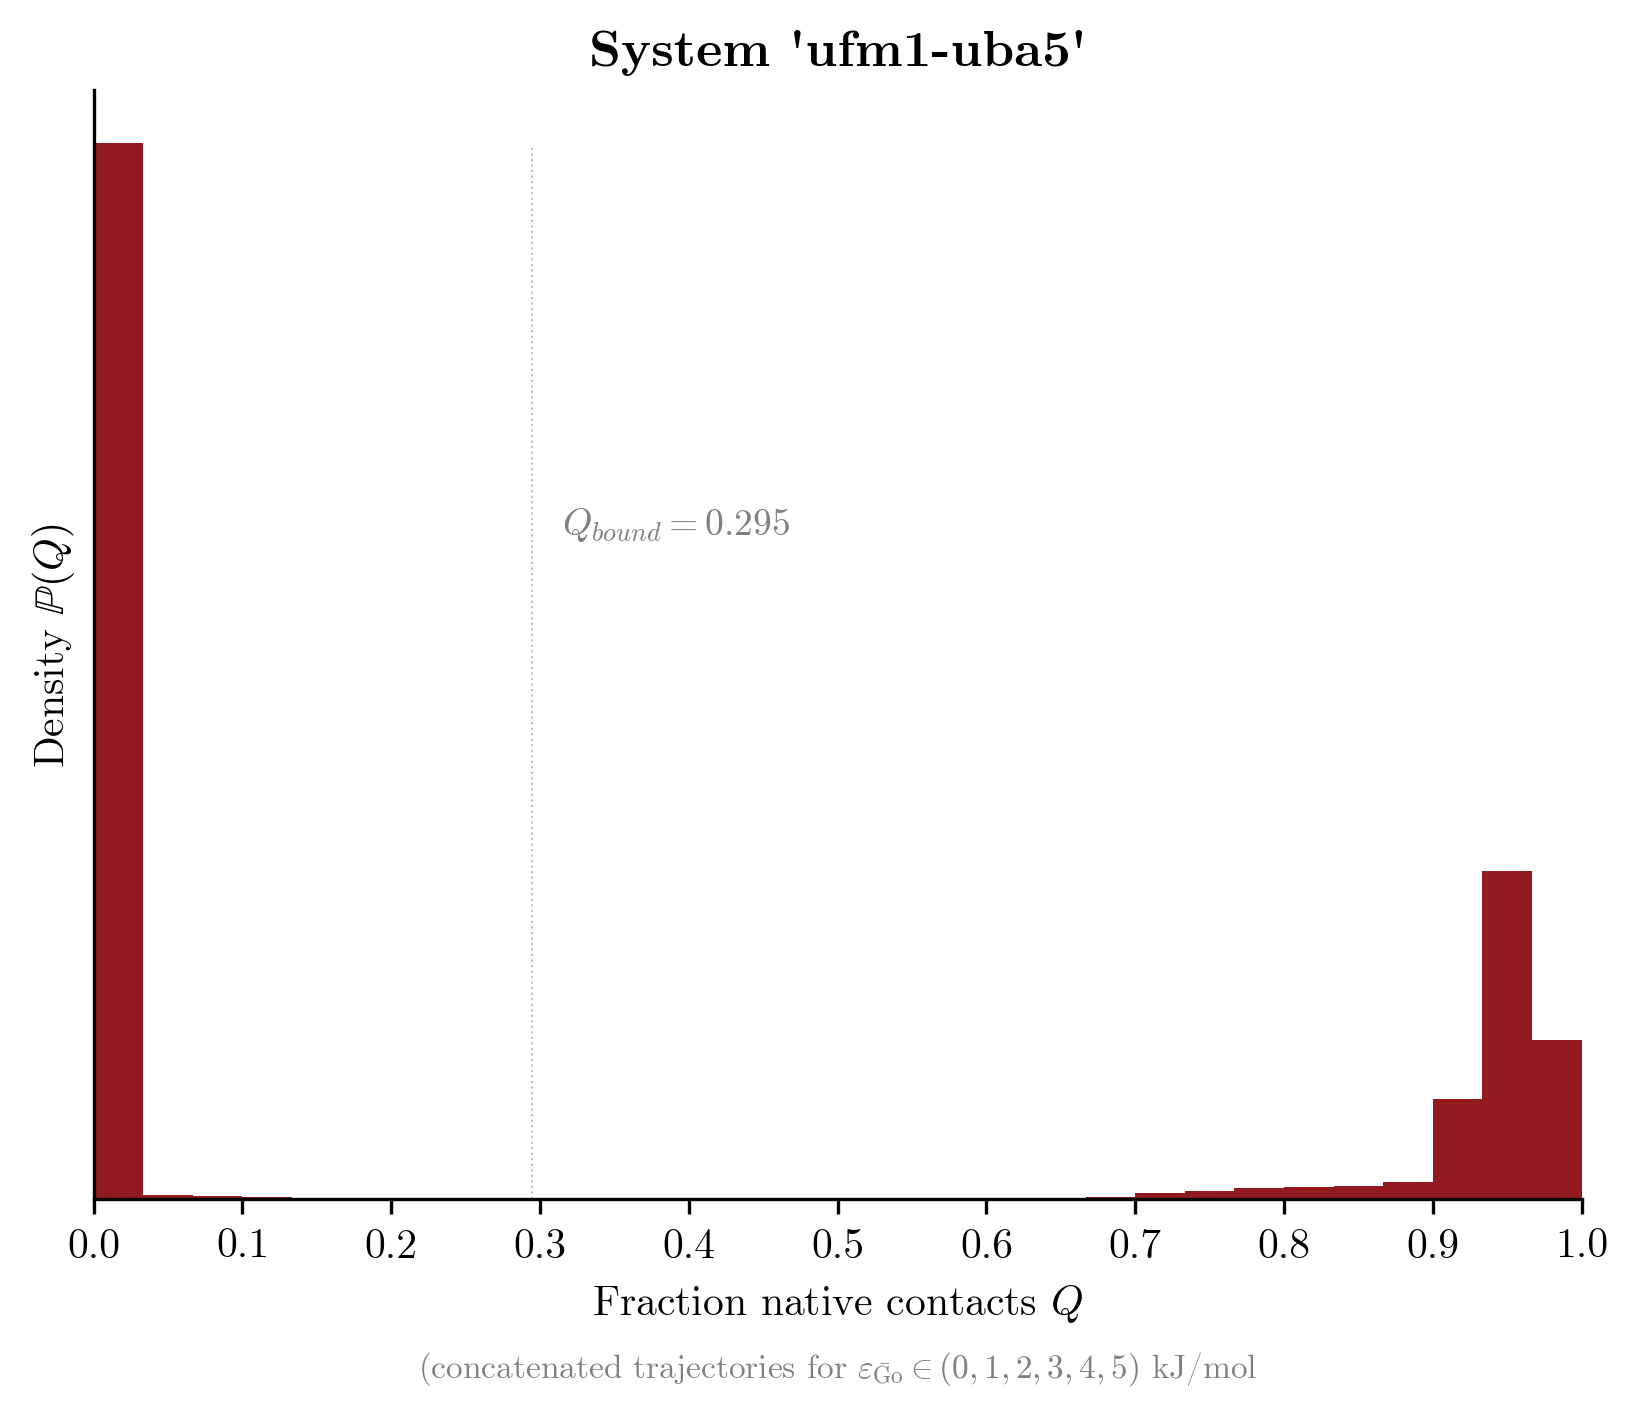 System 'ufm1-uba5'
Density ℙ(Q)
Q_bound = 0.295
0.0 0.1 0.2 0.3 0.4 0.5 0.6 0.7 0.8 0.9 1.0
Fraction native contacts Q
(concatenated trajectories for ε_Ḡo ∈ (0, 1, 2, 3, 4, 5) kJ/mol